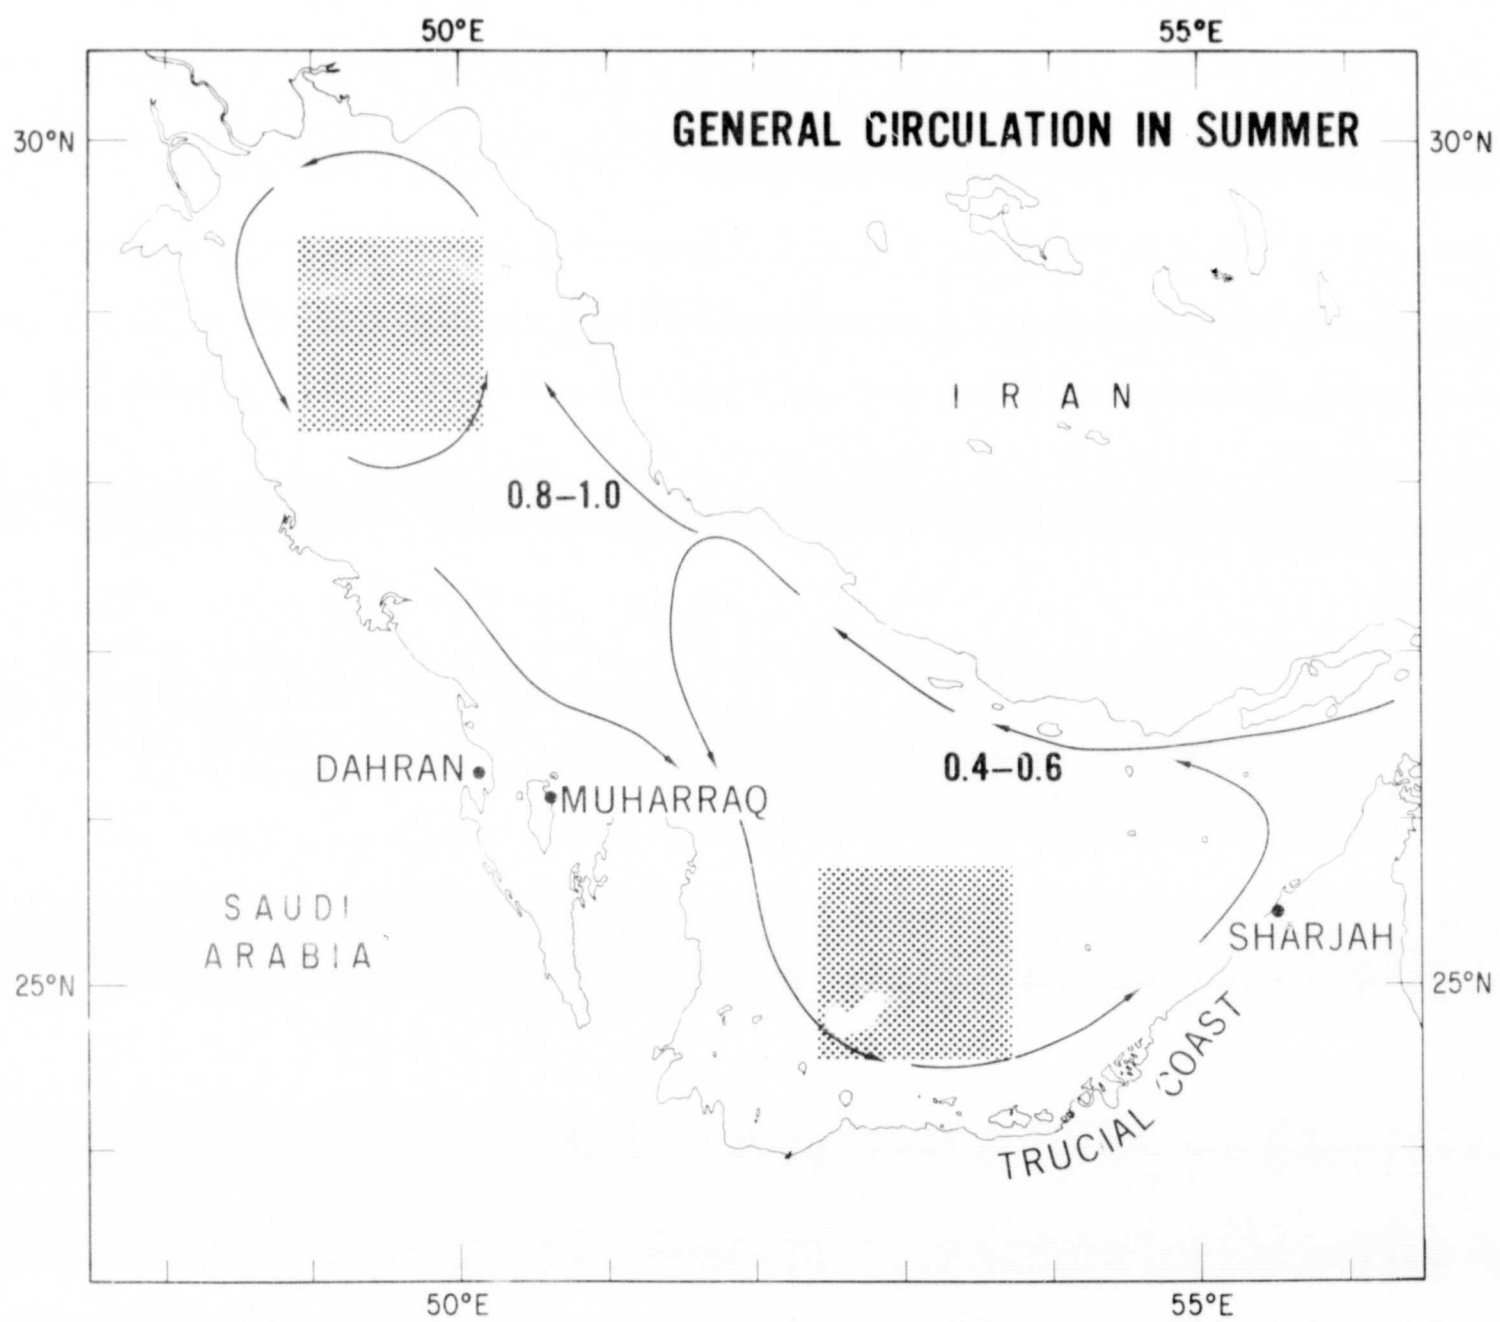 50°E 55°E
30°N 30°N
GENERAL CIRCULATION IN SUMMER
I R A N
0.8–1.0
0.4–0.6
DAHRAN
MUHARRAQ
SAUDI
ARABIA
SHARJAH
25°N 25°N
TRUCIAL COAST
50°E 55°E